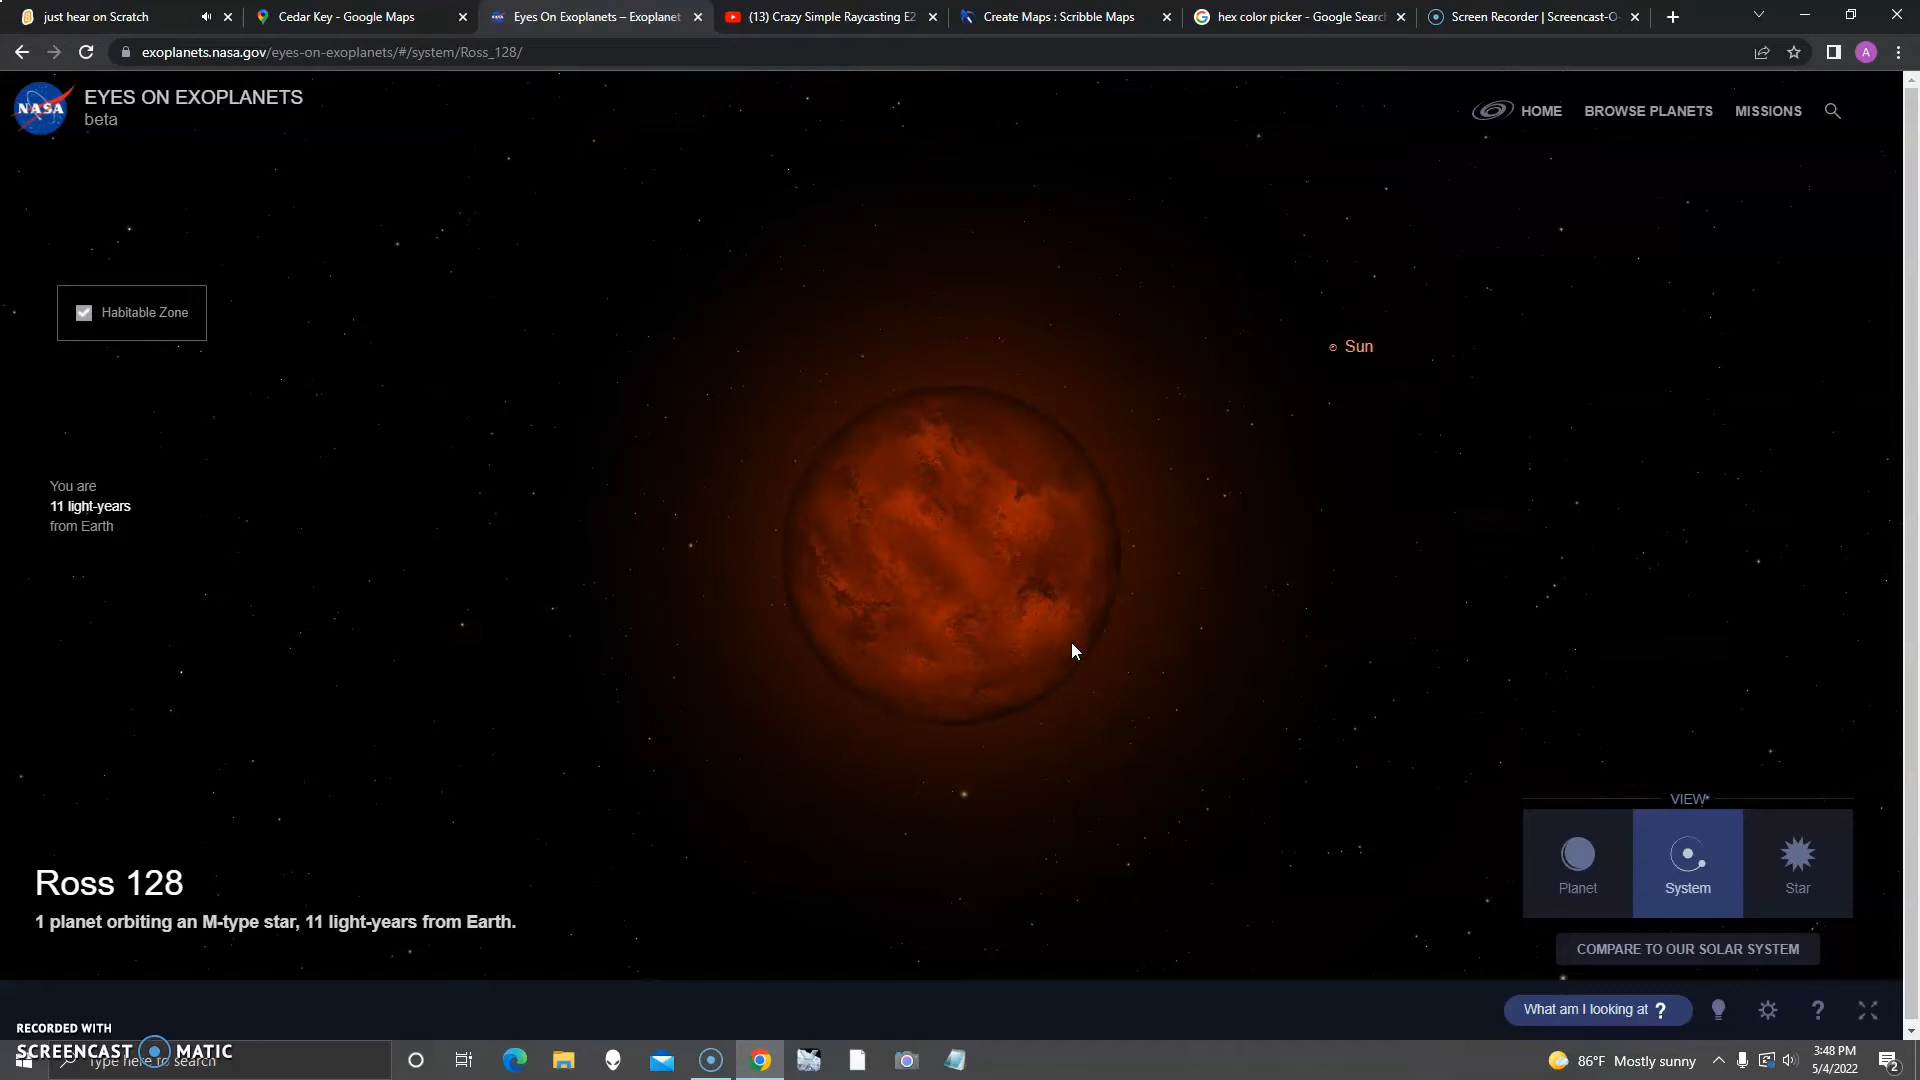 just hear on Scratch
Cedar Key - Google Maps
Eyes On Exoplanets – Exoplanet
(13) Crazy Simple Raycasting E2
Create Maps : Scribble Maps
hex color picker - Google Search
Screen Recorder | Screencast-O-
exoplanets.nasa.gov/eyes-on-exoplanets/#/system/Ross_128/
A
NASA
EYES ON EXOPLANETS
beta
HOME
BROWSE PLANETS
MISSIONS
Habitable Zone
Sun
You are
11 light-years
from Earth
VIEW
Planet
System
Star
Ross 128
1 planet orbiting an M-type star, 11 light-years from Earth.
COMPARE TO OUR SOLAR SYSTEM
What am I looking at ?
?
RECORDED WITH
SCREENCAST MATIC
Type here to search
86°F Mostly sunny
3:48 PM
5/4/2022
2